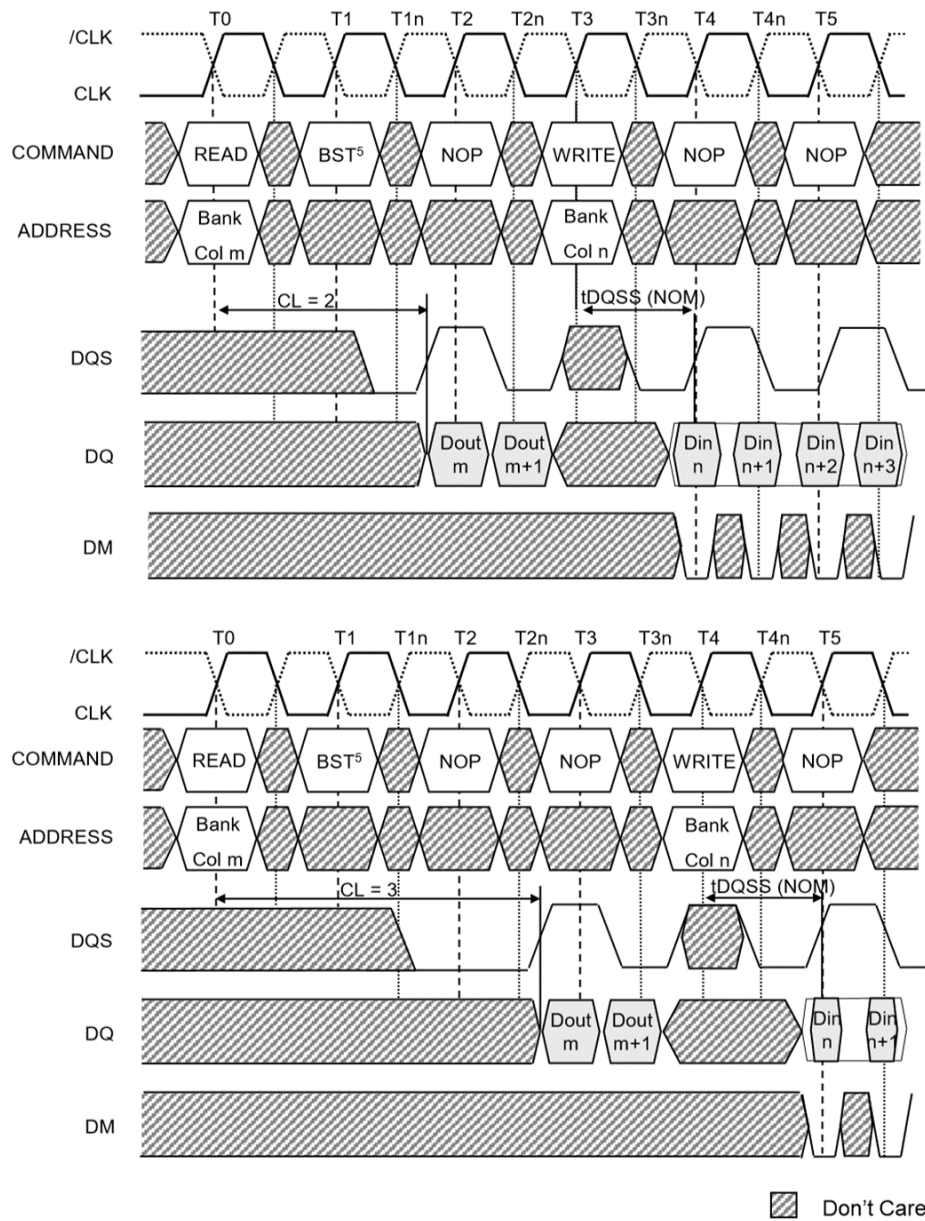 T0 T1 T1n T2 T2n T3 T3n T4 T4n T5
/CLK
CLK
COMMAND READ BST⁵ NOP WRITE NOP NOP
ADDRESS Bank Col m Bank Col n
CL = 2 tDQSS (NOM)
DQS
DQ Dout m Dout m+1 Din n Din n+1 Din n+2 Din n+3
DM
T0 T1 T1n T2 T2n T3 T3n T4 T4n T5
/CLK
CLK
COMMAND READ BST⁵ NOP NOP WRITE NOP
ADDRESS Bank Col m Bank Col n
CL = 3 tDQSS (NOM)
DQS
DQ Dout m Dout m+1 Din n Din n+1
DM
Don't Care